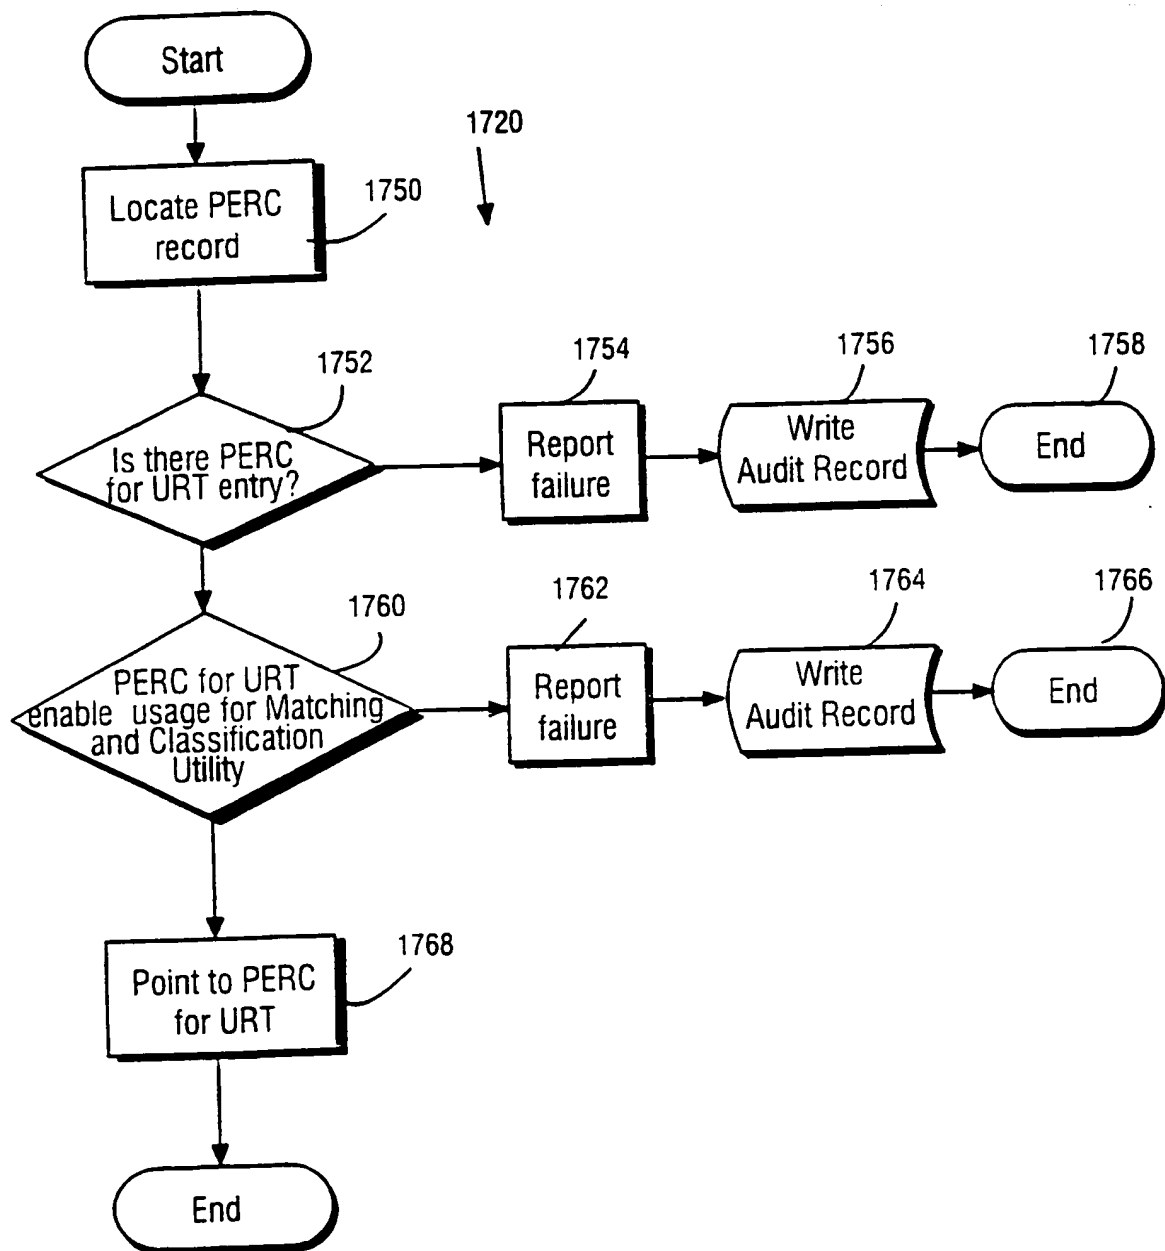 Start
1720
Locate PERC
record
1750
1752
Is there PERC
for URT entry?
1754
Report
failure
1756
Write
Audit Record
1758
End
1760
PERC for URT
enable usage for Matching
and Classification
Utility
1762
Report
failure
1764
Write
Audit Record
1766
End
1768
Point to PERC
for URT
End